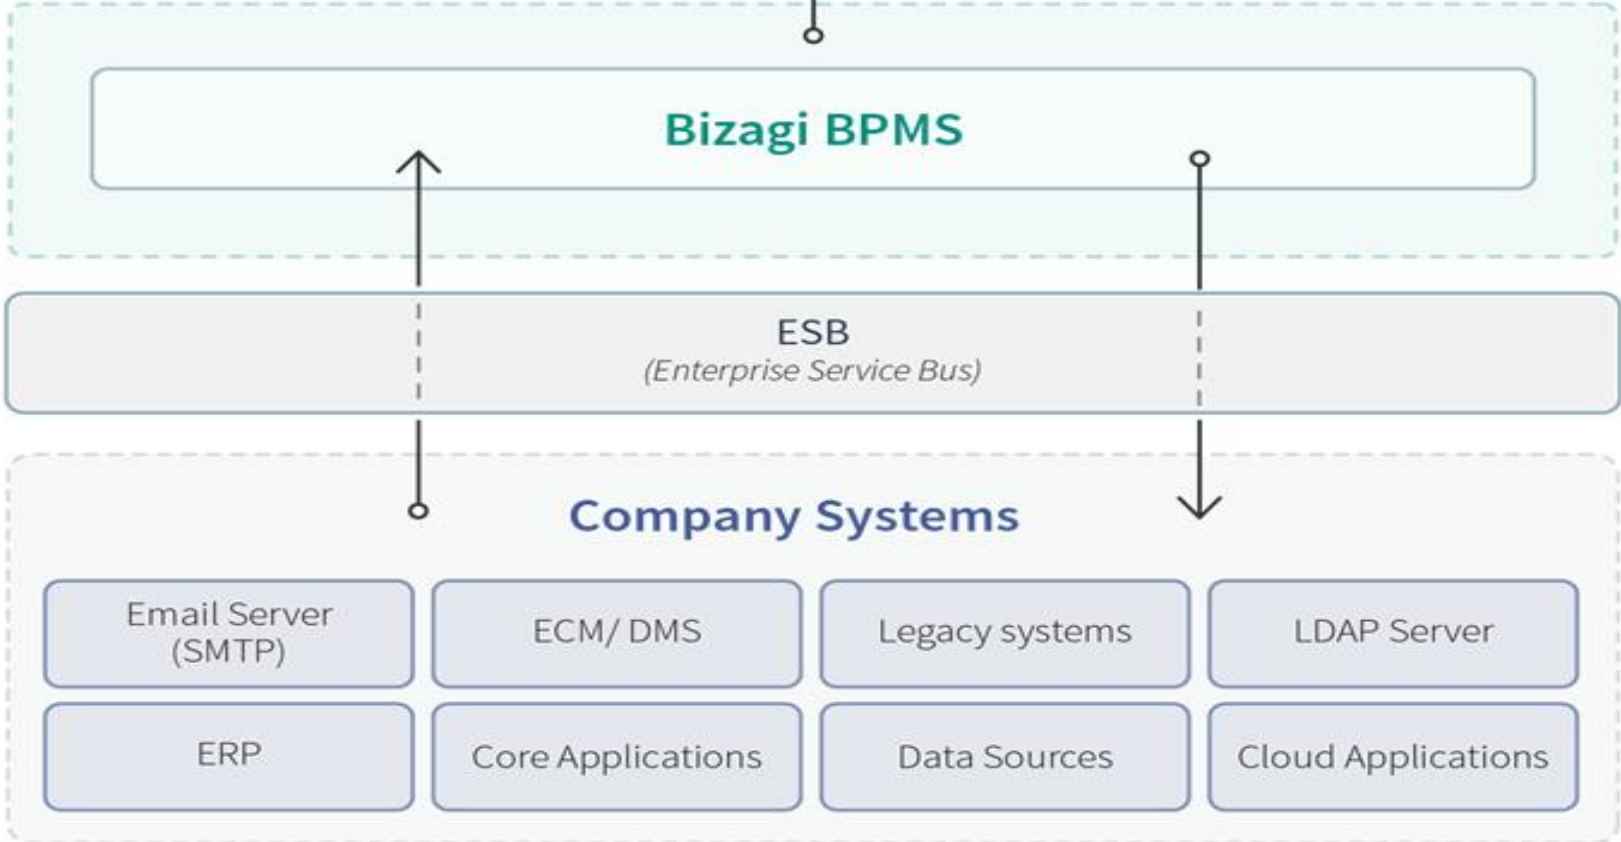 Bizagi BPMS
ESB
(Enterprise Service Bus)
Company Systems
Email Server
(SMTP)
ECM/ DMS
Legacy systems
LDAP Server
ERP
Core Applications
Data Sources
Cloud Applications